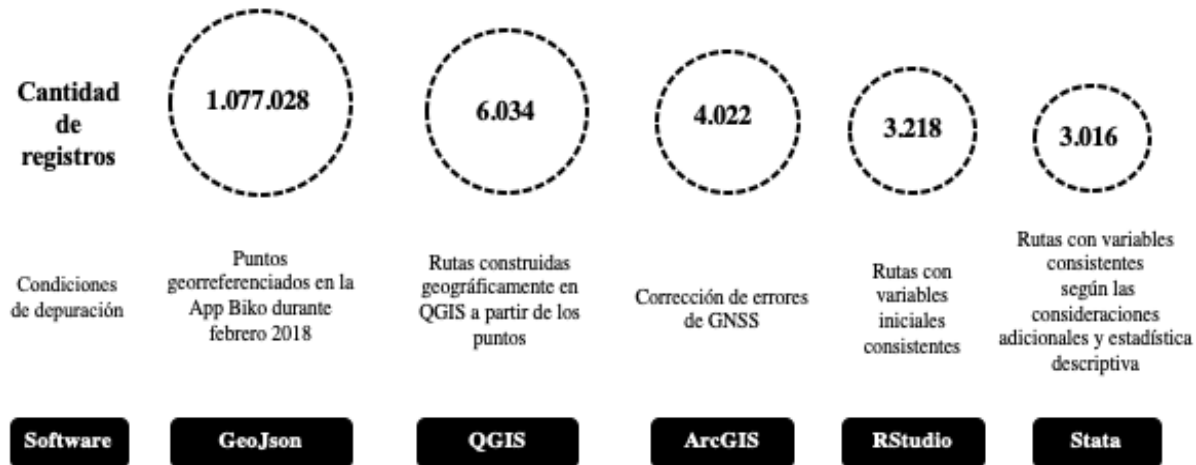 Cantidad
de
registros
1.077.028
6.034
4.022
3.218
3.016
Condiciones
de depuración
Puntos
georreferenciados en la
App Biko durante
febrero 2018
Rutas construidas
geográficamente en
QGIS a partir de los
puntos
Corrección de errores
de GNSS
Rutas con
variables
iniciales
consistentes
Rutas con variables
consistentes
según las
consideraciones
adicionales y estadística
descriptiva
Software
GeoJson
QGIS
ArcGIS
RStudio
Stata